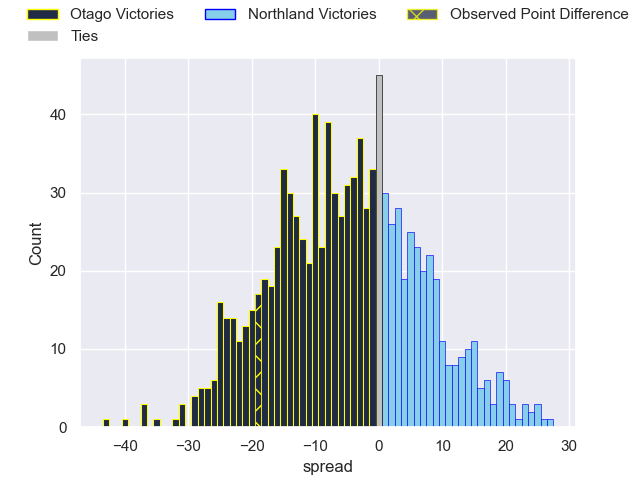 Otago Victories Northland Victories Observed Point Difference
Ties
40
30
20
10
0
Count
−40 −30 −20 −10 0 10 20 30
spread